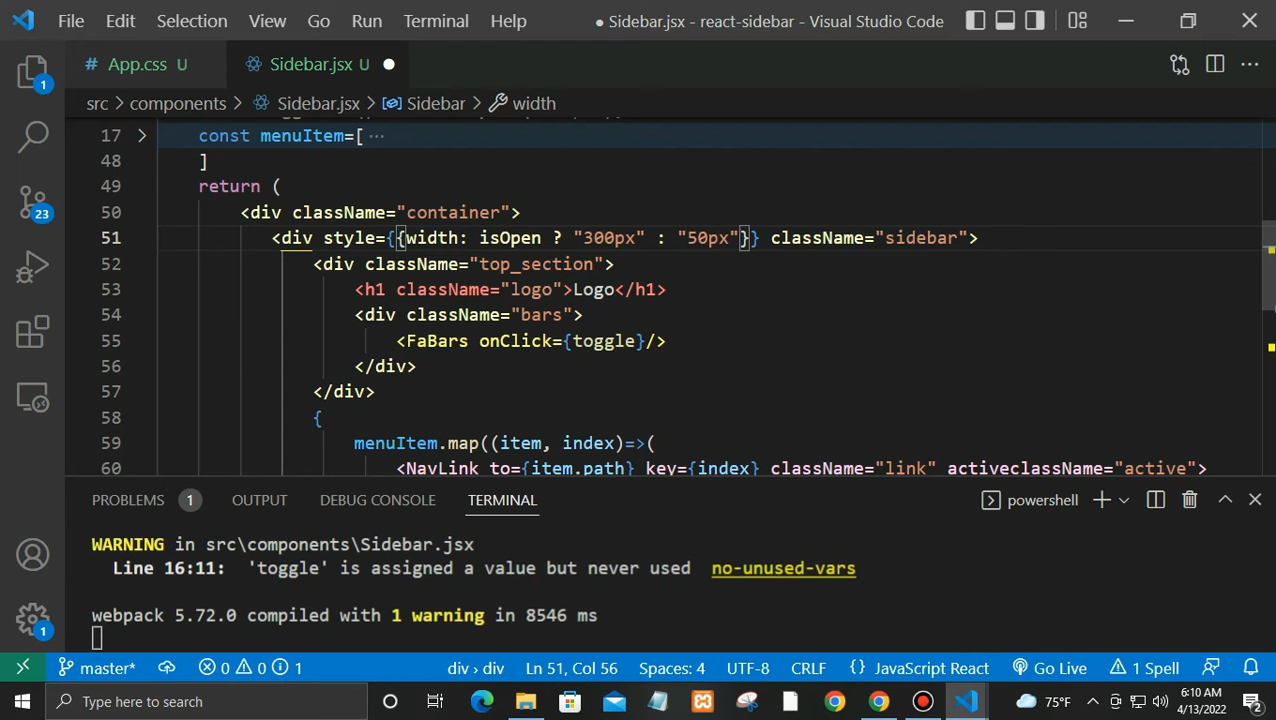 File Edit Selection View Go Run Terminal Help ● Sidebar.jsx - react-sidebar - Visual Studio Code
# App.css U Sidebar.jsx U ●
src > components > Sidebar.jsx > Sidebar > width
17 const menuItem=[ ···
48 ]
49 return (
50 <div className="container">
51 <div style={{width: isOpen ? "300px" : "50px"}} className="sidebar">
52 <div className="top_section">
53 <h1 className="logo">Logo</h1>
54 <div className="bars">
55 <FaBars onClick={toggle}/>
56 </div>
57 </div>
58 {
59 menuItem.map((item, index)=>(
60 <NavLink to={item.path} key={index} className="link" activeclassName="active">
1
23
1
PROBLEMS 1 OUTPUT DEBUG CONSOLE TERMINAL powershell
WARNING in src\components\Sidebar.jsx
Line 16:11: 'toggle' is assigned a value but never used no-unused-vars
webpack 5.72.0 compiled with 1 warning in 8546 ms
master* 0 0 1 div › div Ln 51, Col 56 Spaces: 4 UTF-8 CRLF {} JavaScript React Go Live 1 Spell
Type here to search 75°F 6:10 AM
4/13/2022 2